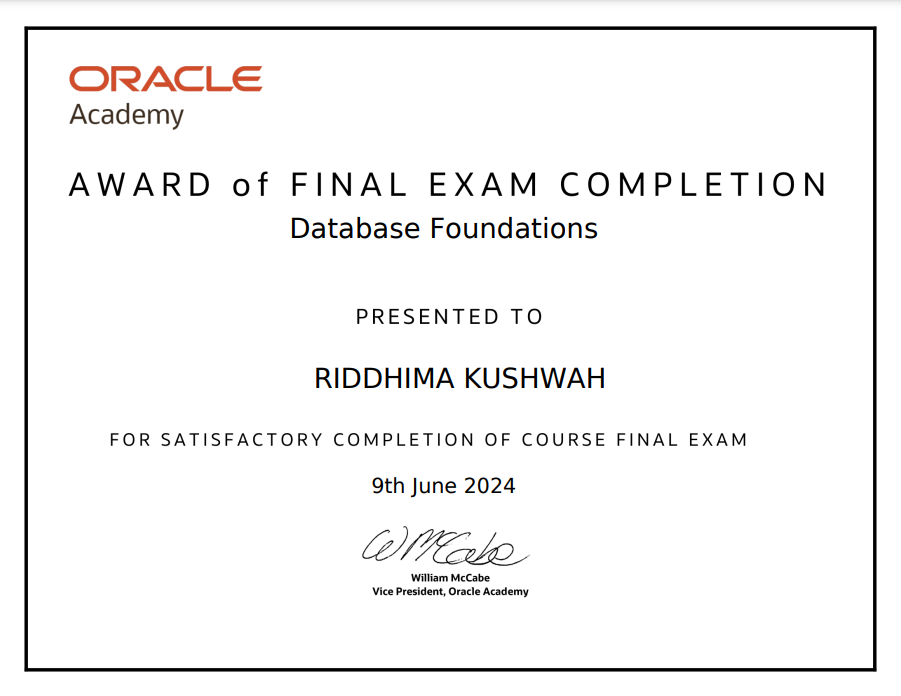 ORACLE
Academy
AWARD of FINAL EXAM COMPLETION
Database Foundations
PRESENTED TO
RIDDHIMA KUSHWAH
FOR SATISFACTORY COMPLETION OF COURSE FINAL EXAM
9th June 2024
W McCabe
William McCabe
Vice President, Oracle Academy